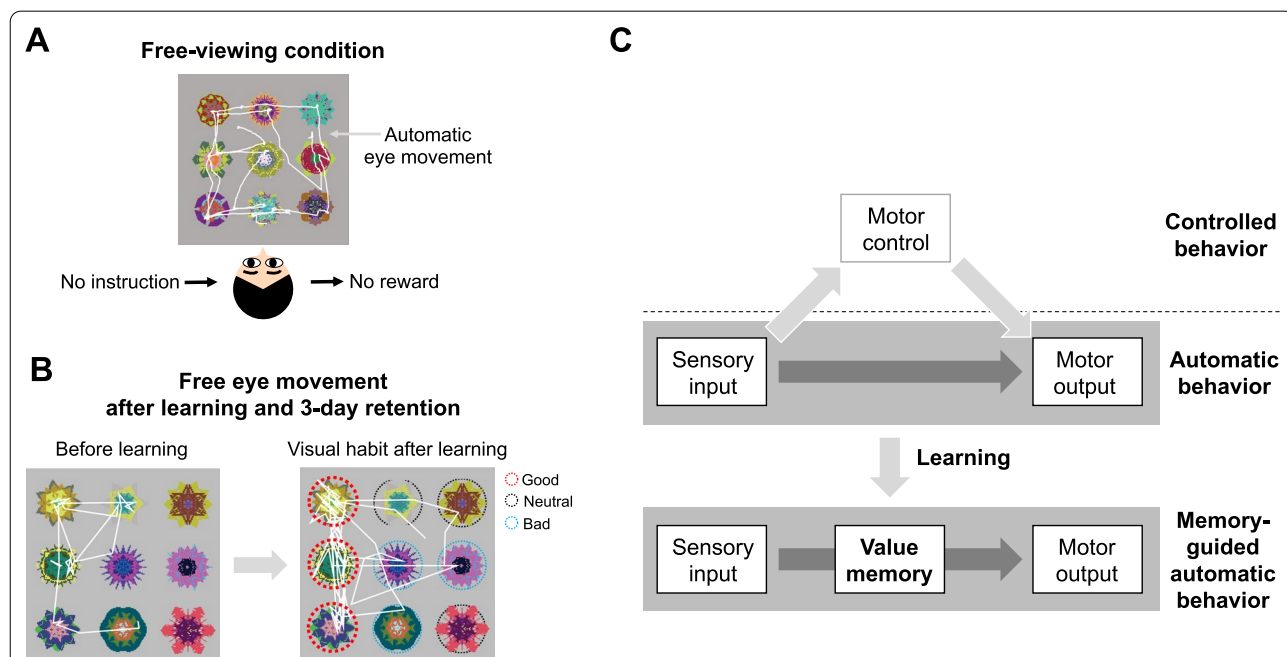 A
Free-viewing condition
Automatic
eye movement
No instruction
No reward
B
Free eye movement
after learning and 3-day retention
Before learning
Visual habit after learning
Good
Neutral
Bad
C
Motor
control
Controlled
behavior
Sensory
input
Motor
output
Automatic
behavior
Learning
Sensory
input
Value
memory
Motor
output
Memory-
guided
automatic
behavior